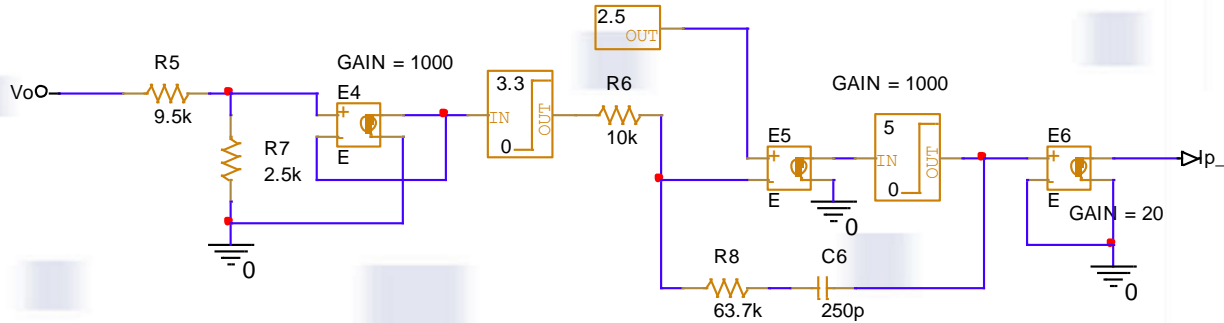 2.5
OUT
R5
GAIN = 1000
Vo
9.5k
E4
3.3
R6
GAIN = 1000
+
-
IN
OUT
0
10k
R7
2.5k
E
E5
5
E6
+
-
IN
OUT
0
+
-
Ip_
E
0
E
GAIN = 20
0
R8
C6
63.7k
250p
0